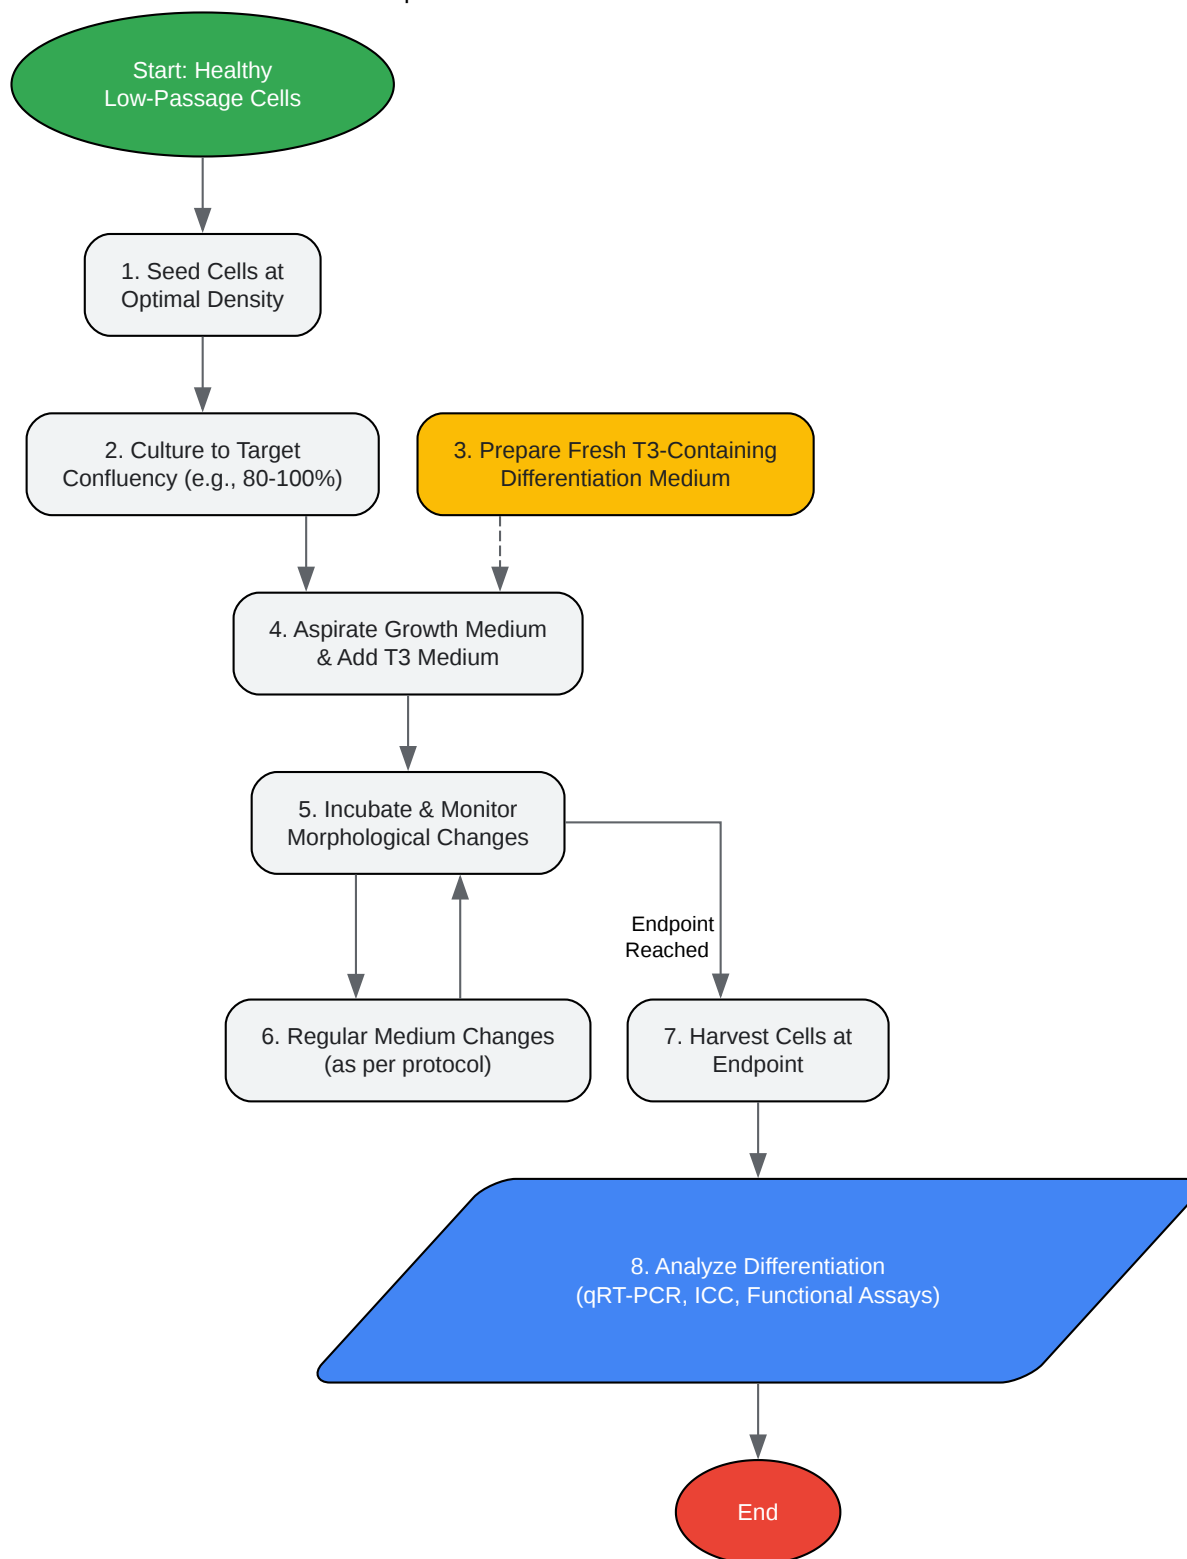 Start: Healthy
Low-Passage Cells
1. Seed Cells at
Optimal Density
2. Culture to Target
Confluency (e.g., 80-100%)
3. Prepare Fresh T3-Containing
Differentiation Medium
4. Aspirate Growth Medium
& Add T3 Medium
5. Incubate & Monitor
Morphological Changes
Endpoint
Reached
6. Regular Medium Changes
(as per protocol)
7. Harvest Cells at
Endpoint
8. Analyze Differentiation
(qRT-PCR, ICC, Functional Assays)
End